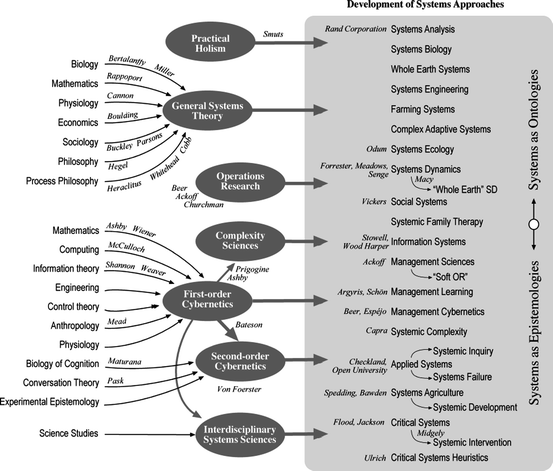 Development of Systems Approaches
Practical
Holism
Smuts
Biology
Bertalanffy
Miller
Mathematics
Rappoport
Physiology
Cannon
Economics
Boulding
Sociology
Buckley Parsons
Philosophy
Hegel
Process Philosophy
Heraclitus Whitehead Cobb
General Systems
Theory
Operations
Research
Beer
Ackoff
Churchman
Complexity
Sciences
Prigogine
Ashby
Mathematics
Ashby Wiener
Computing
McCulloch
Information theory
Shannon Weaver
Engineering
Control theory
Anthropology
Mead
Physiology
First-order
Cybernetics
Bateson
Biology of Cognition
Maturana
Conversation Theory
Pask
Experimental Epistemology
Second-order
Cybernetics
Von Foerster
Science Studies
Interdisciplinary
Systems Sciences
Rand Corporation Systems Analysis
Systems Biology
Whole Earth Systems
Systems Engineering
Farming Systems
Complex Adaptive Systems
Odum Systems Ecology
Forrester, Meadows,
Senge
Systems Dynamics
Macy
“Whole Earth” SD
Vickers Social Systems
Systemic Family Therapy
Stowell,
Wood Harper
Information Systems
Ackoff Management Sciences
“Soft OR”
Argyris, Schön Management Learning
Beer, Espéjo Management Cybernetics
Capra Systemic Complexity
Systemic Inquiry
Checkland,
Open University
Applied Systems
Systems Failure
Spedding, Bawden Systems Agriculture
Systemic Development
Flood, Jackson Critical Systems
Midgely
Systemic Intervention
Ulrich Critical Systems Heuristics
Systems as Ontologies
Systems as Epistemologies